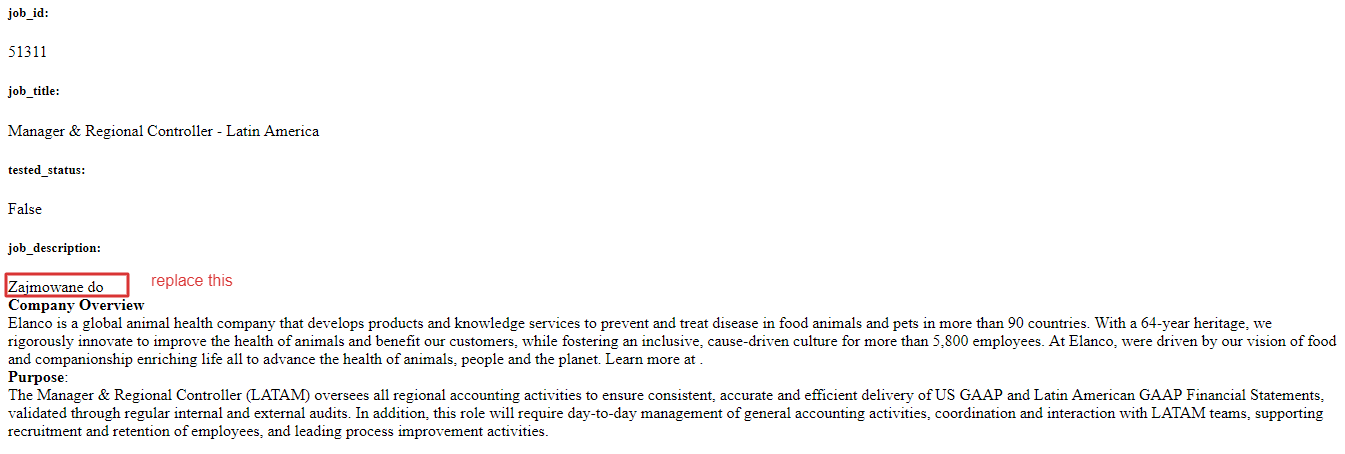 job_id:
51311
job_title:
Manager & Regional Controller - Latin America
tested_status:
False
job_description:
Zajmowane do replace this
Company Overview
Elanco is a global animal health company that develops products and knowledge services to prevent and treat disease in food animals and pets in more than 90 countries. With a 64-year heritage, we
rigorously innovate to improve the health of animals and benefit our customers, while fostering an inclusive, cause-driven culture for more than 5,800 employees. At Elanco, were driven by our vision of food
and companionship enriching life all to advance the health of animals, people and the planet. Learn more at .
Purpose:
The Manager & Regional Controller (LATAM) oversees all regional accounting activities to ensure consistent, accurate and efficient delivery of US GAAP and Latin American GAAP Financial Statements,
validated through regular internal and external audits. In addition, this role will require day-to-day management of general accounting activities, coordination and interaction with LATAM teams, supporting
recruitment and retention of employees, and leading process improvement activities.